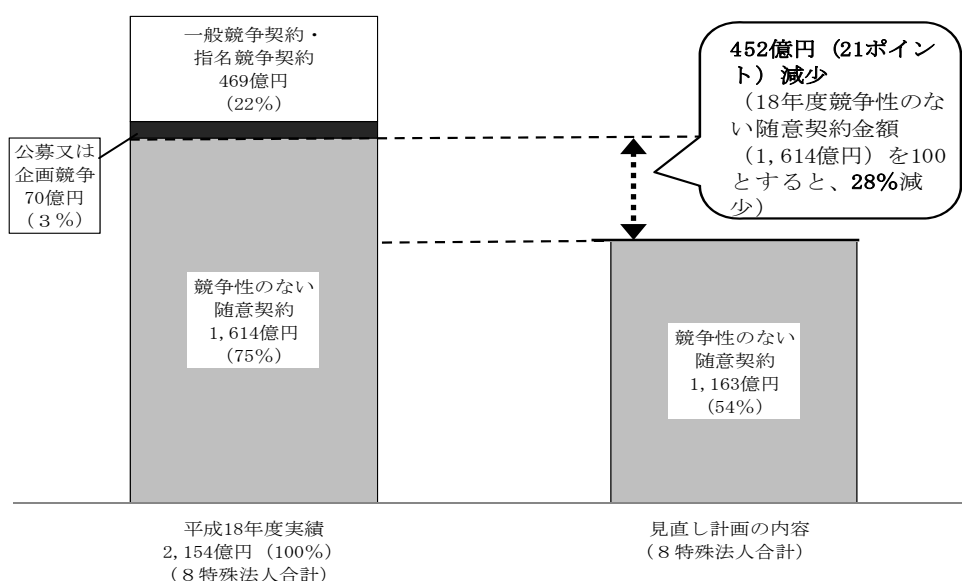 一般競争契約・
指名競争契約
469億円
(22%)
公募又は
企画競争
70億円
(３%)
競争性のない
随意契約
1,614億円
(75%)
452億円 (21ポイン
ト) 減少
（18年度競争性のな
い随意契約金額
（1,614億円）を100
とすると、28%減
少）
競争性のない
随意契約
1,163億円
(54%)
平成18年度実績
2,154億円 (100%)
(８特殊法人合計)
見直し計画の内容
(８特殊法人合計)